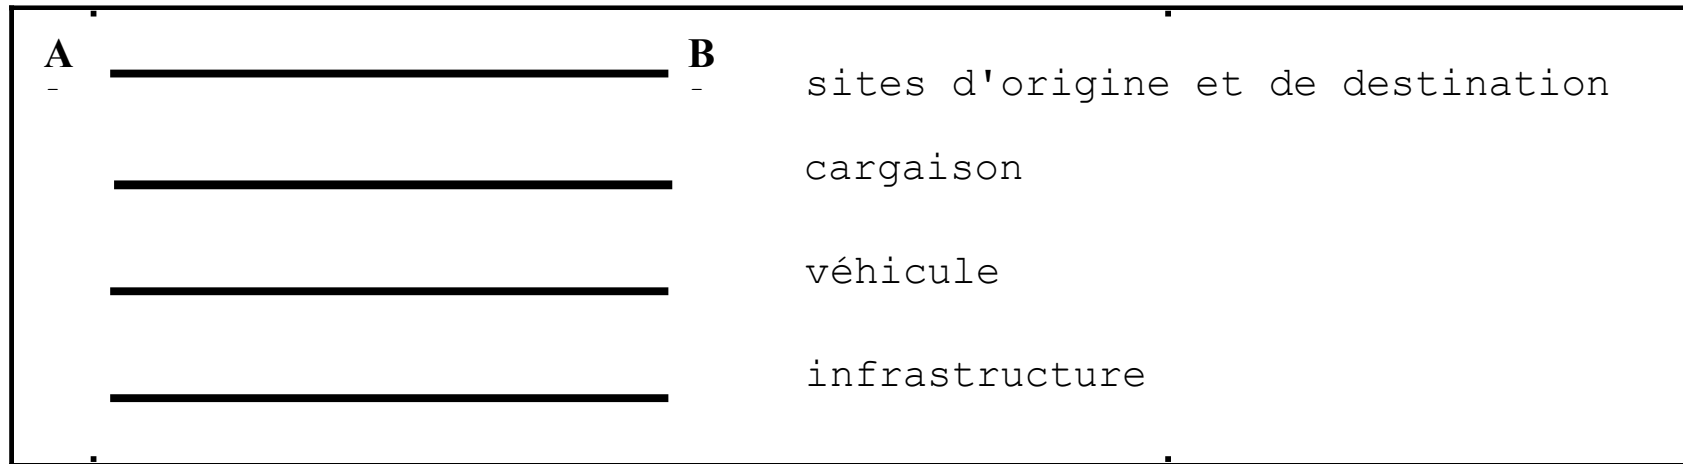 A B
sites d'origine et de destination
cargaison
véhicule
infrastructure